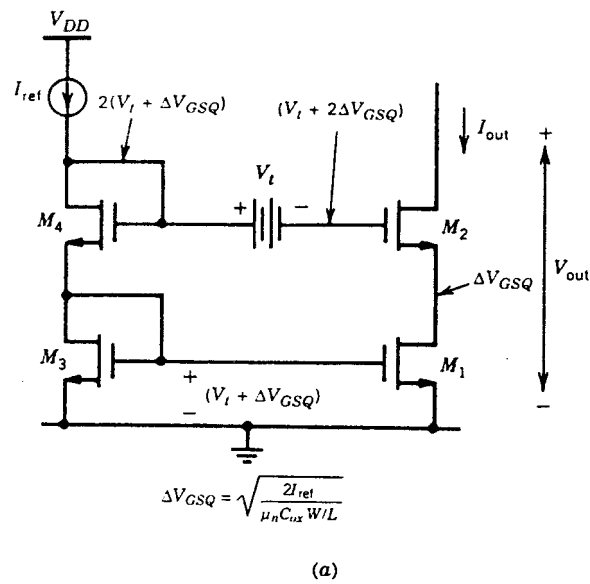 V_DD
I_ref
2(V_t + ΔV_GSQ)
(V_t + 2ΔV_GSQ)
I_out
+
V_t
+ −
M_4
M_2
ΔV_GSQ
V_out
M_3
M_1
+
(V_t + ΔV_GSQ)
−
−
ΔV_GSQ = √(2I_ref / μ_n C_ox W/L)
(a)